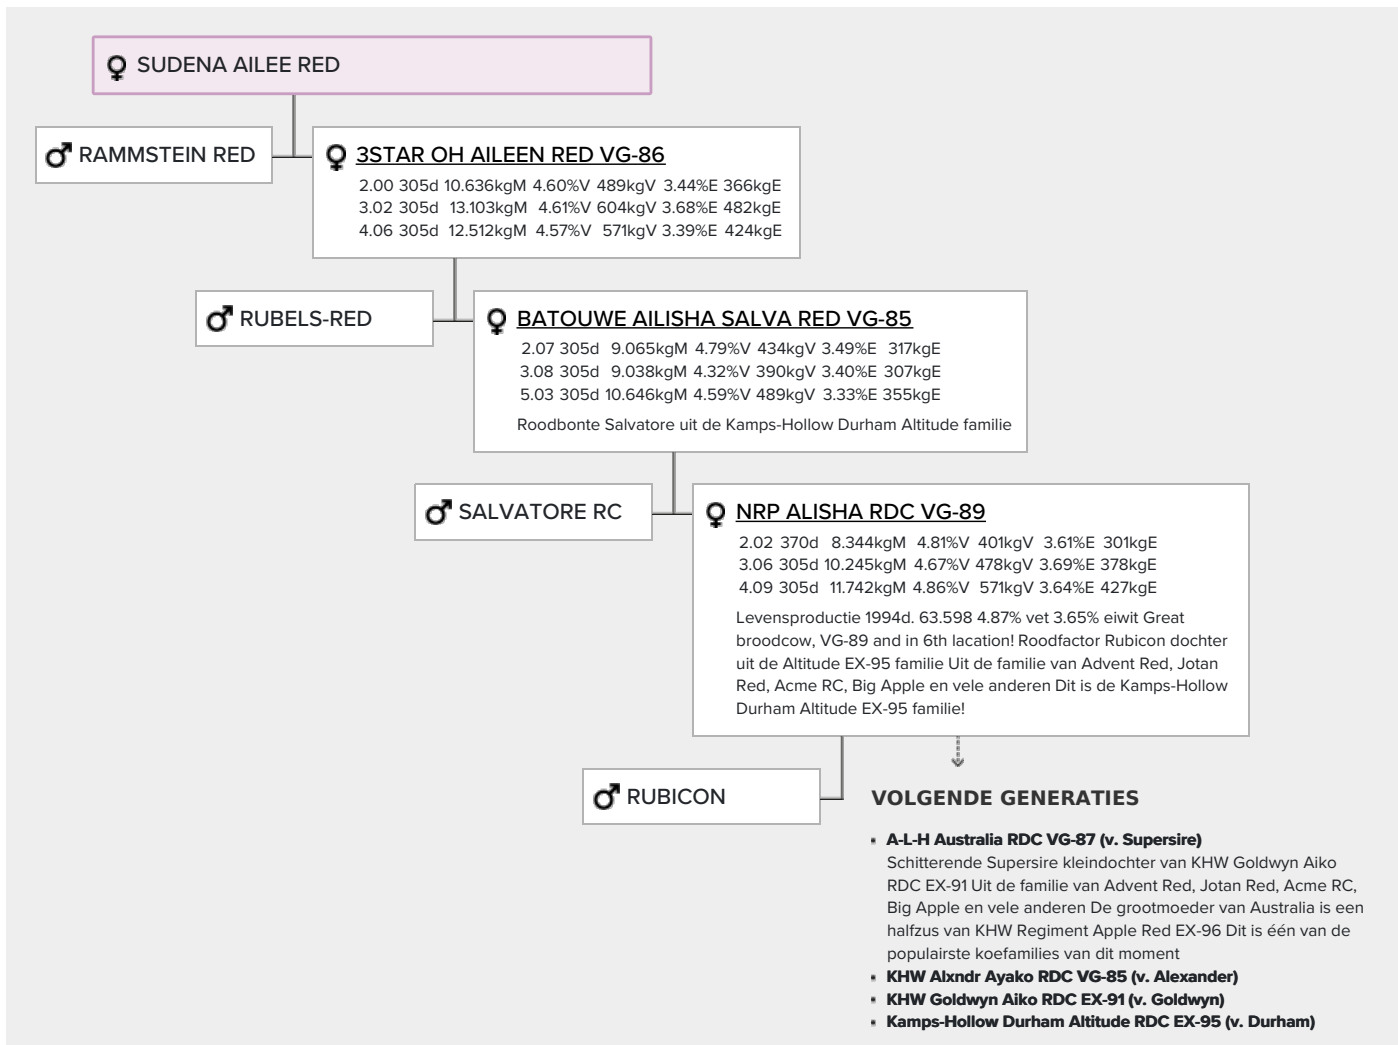 SUDENA AILEE RED
RAMMSTEIN RED
3STAR OH AILEEN RED VG-86
2.00 305d 10.636kgM 4.60%V 489kgV 3.44%E 366kgE
3.02 305d 13.103kgM 4.61%V 604kgV 3.68%E 482kgE
4.06 305d 12.512kgM 4.57%V 571kgV 3.39%E 424kgE
RUBELS-RED
BATOUWE AILISHA SALVA RED VG-85
2.07 305d 9.065kgM 4.79%V 434kgV 3.49%E 317kgE
3.08 305d 9.038kgM 4.32%V 390kgV 3.40%E 307kgE
5.03 305d 10.646kgM 4.59%V 489kgV 3.33%E 355kgE
Roodbonte Salvatore uit de Kamps-Hollow Durham Altitude familie
SALVATORE RC
NRP ALISHA RDC VG-89
2.02 370d 8.344kgM 4.81%V 401kgV 3.61%E 301kgE
3.06 305d 10.245kgM 4.67%V 478kgV 3.69%E 378kgE
4.09 305d 11.742kgM 4.86%V 571kgV 3.64%E 427kgE
Levensproductie 1994d. 63.598 4.87% vet 3.65% eiwit Great
broodcow, VG-89 and in 6th lacation! Roodfactor Rubicon dochter
uit de Altitude EX-95 familie Uit de familie van Advent Red, Jotan
Red, Acme RC, Big Apple en vele anderen Dit is de Kamps-Hollow
Durham Altitude EX-95 familie!
RUBICON
VOLGENDE GENERATIES
A-L-H Australia RDC VG-87 (v. Supersire)
Schitterende Supersire kleindochter van KHW Goldwyn Aiko
RDC EX-91 Uit de familie van Advent Red, Jotan Red, Acme RC,
Big Apple en vele anderen De grootmoeder van Australia is een
halfzus van KHW Regiment Apple Red EX-96 Dit is één van de
populairste koefamilies van dit moment
KHW Alxndr Ayako RDC VG-85 (v. Alexander)
KHW Goldwyn Aiko RDC EX-91 (v. Goldwyn)
Kamps-Hollow Durham Altitude RDC EX-95 (v. Durham)